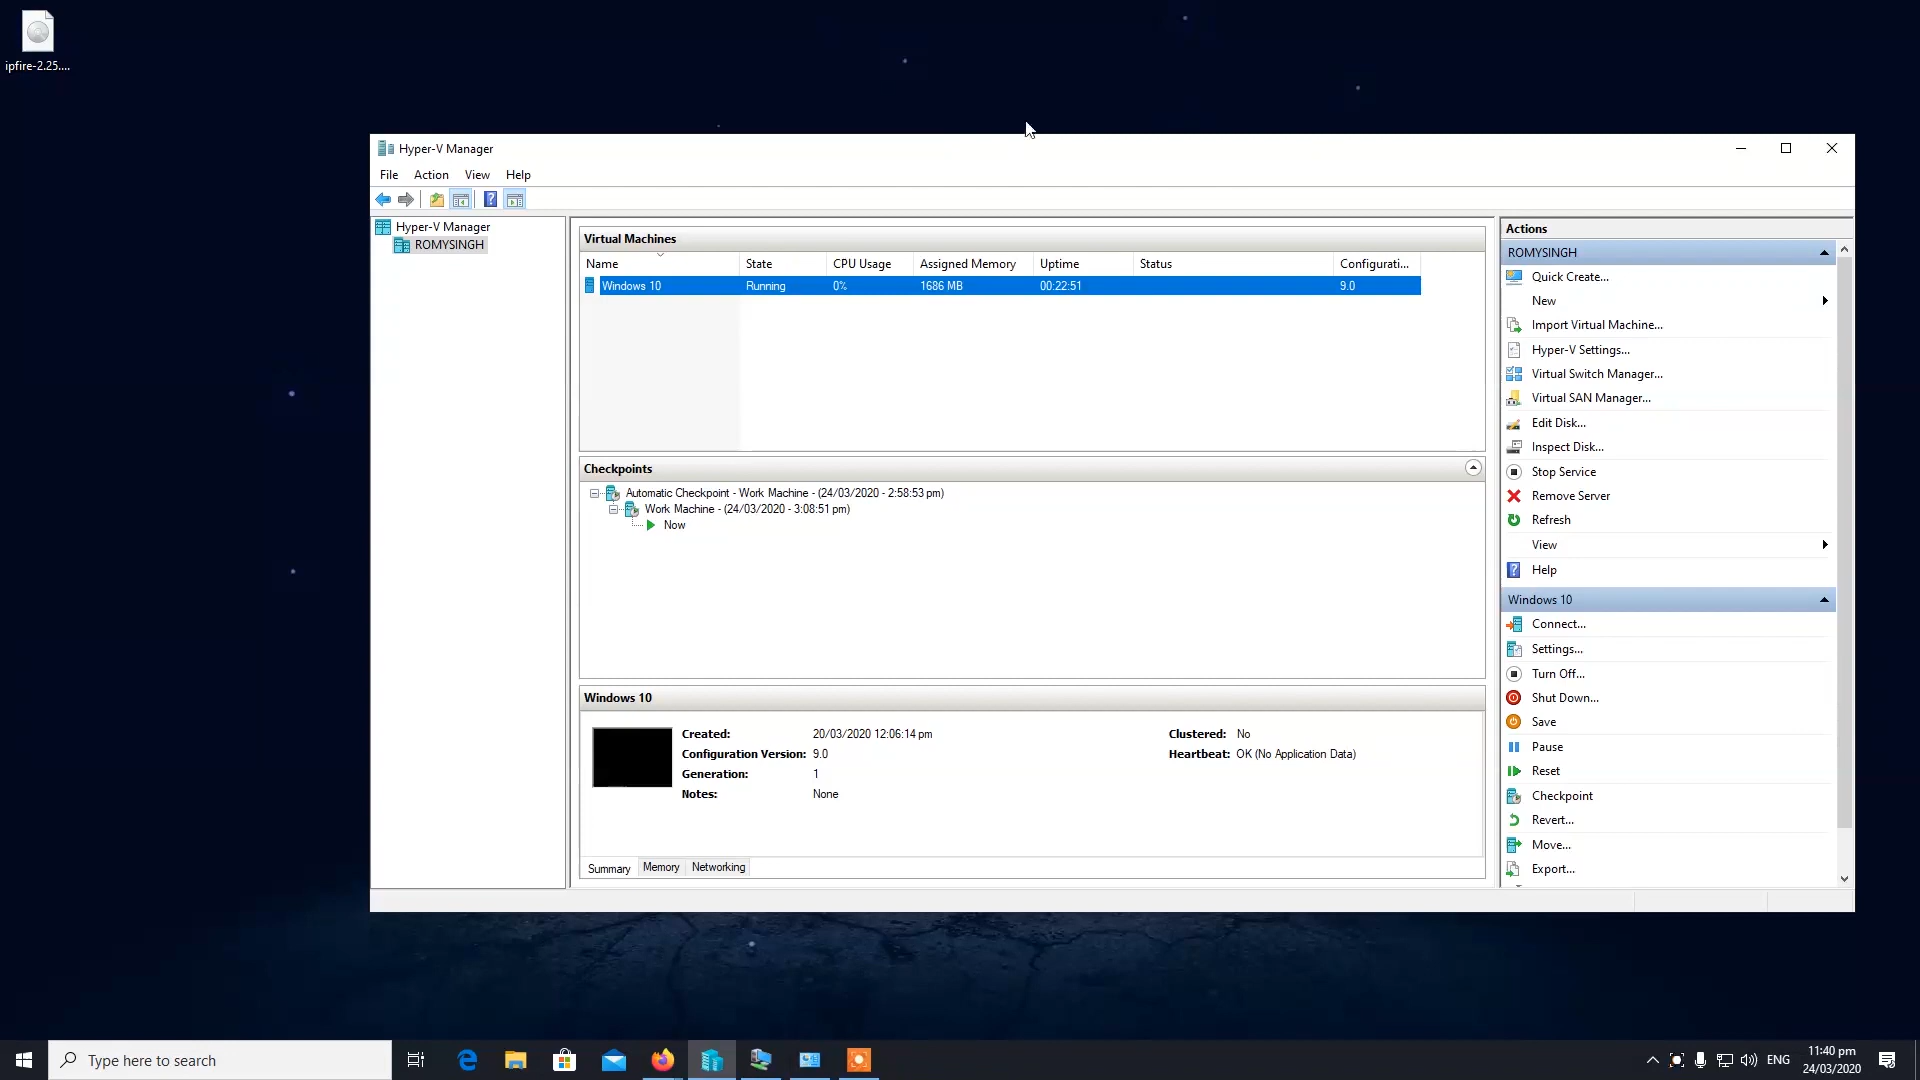 ipfire-2.25....
Hyper-V Manager
File Action View Help
Hyper-V Manager
ROMYSINGH
Virtual Machines
Name State CPU Usage Assigned Memory Uptime Status Configurati...
Windows 10 Running 0% 1686 MB 00:22:51 9.0
Checkpoints
Automatic Checkpoint - Work Machine - (24/03/2020 - 2:58:53 pm)
Work Machine - (24/03/2020 - 3:08:51 pm)
Now
Windows 10
Created: 20/03/2020 12:06:14 pm Clustered: No
Configuration Version: 9.0 Heartbeat: OK (No Application Data)
Generation: 1
Notes: None
Summary Memory Networking
Actions
ROMYSINGH
Quick Create...
New
Import Virtual Machine...
Hyper-V Settings...
Virtual Switch Manager...
Virtual SAN Manager...
Edit Disk...
Inspect Disk...
Stop Service
Remove Server
Refresh
View
Help
Windows 10
Connect...
Settings...
Turn Off...
Shut Down...
Save
Pause
Reset
Checkpoint
Revert...
Move...
Export...
Type here to search
ENG
11:40 pm
24/03/2020